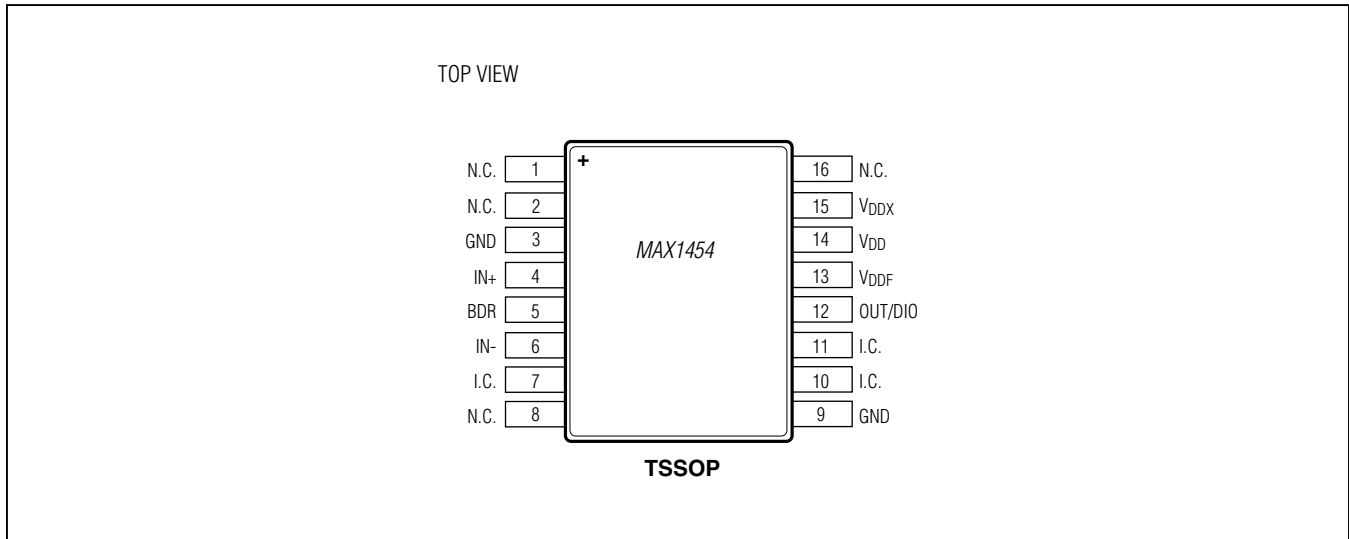 TOP VIEW
N.C. 1 + 16 N.C.
N.C. 2 15 VDDX
GND 3 MAX1454 14 VDD
IN+ 4 13 VDDF
BDR 5 12 OUT/DIO
IN- 6 11 I.C.
I.C. 7 10 I.C.
N.C. 8 9 GND
TSSOP